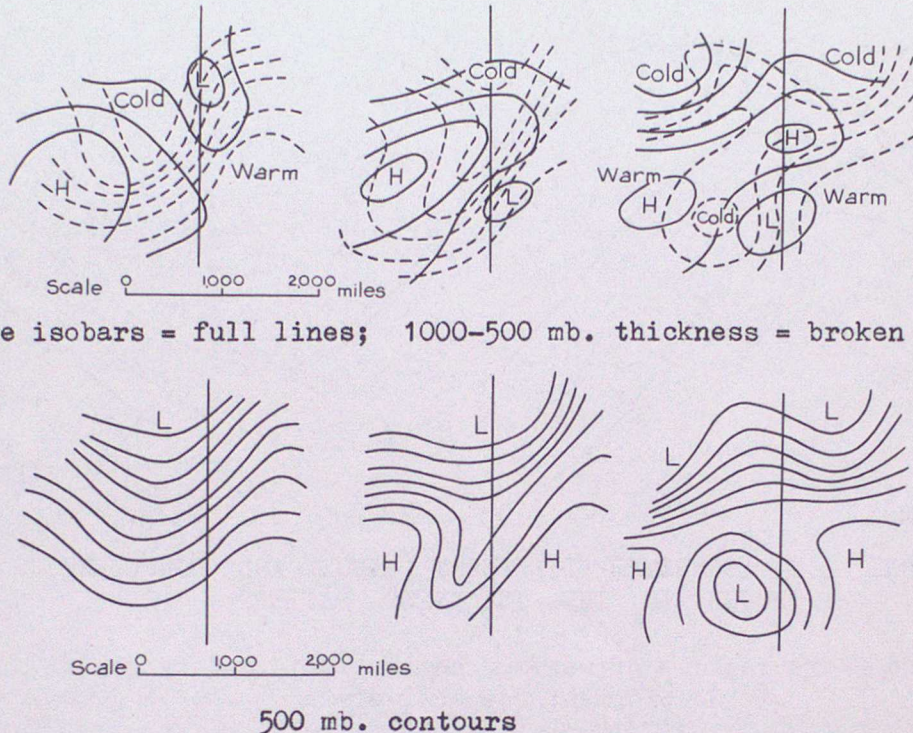 L
Cold
H
Warm
Cold
H
L
Cold
Cold
H
Warm
H
Cold
L
Warm
Scale 0 1,000 2,000 miles
e isobars = full lines; 1000-500 mb. thickness = broken
L
L
H
H
L
L
H
L
H
Scale 0 1,000 2,000 miles
500 mb. contours